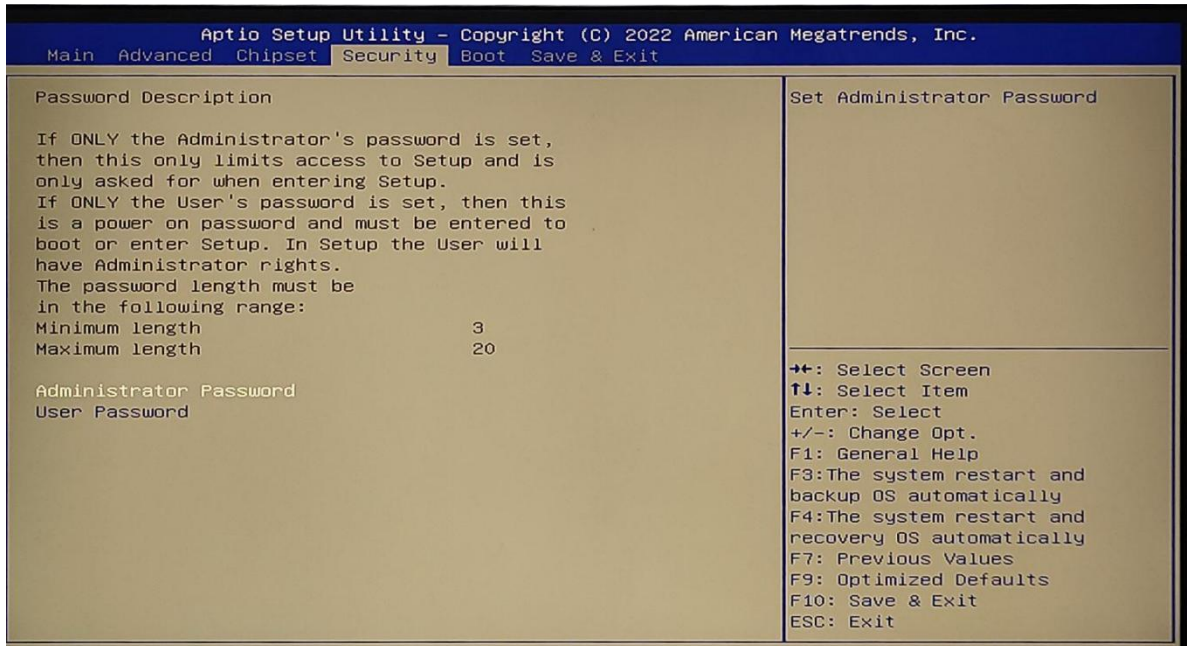 Aptio Setup Utility – Copyright (C) 2022 American Megatrends, Inc.
Main Advanced Chipset Security Boot Save & Exit
Password Description
If ONLY the Administrator's password is set,
then this only limits access to Setup and is
only asked for when entering Setup.
If ONLY the User's password is set, then this
is a power on password and must be entered to
boot or enter Setup. In Setup the User will
have Administrator rights.
The password length must be
in the following range:
Minimum length 3
Maximum length 20
Administrator Password
User Password
Set Administrator Password
→←: Select Screen
↑↓: Select Item
Enter: Select
+/-: Change Opt.
F1: General Help
F3:The system restart and
backup OS automatically
F4:The system restart and
recovery OS automatically
F7: Previous Values
F9: Optimized Defaults
F10: Save & Exit
ESC: Exit